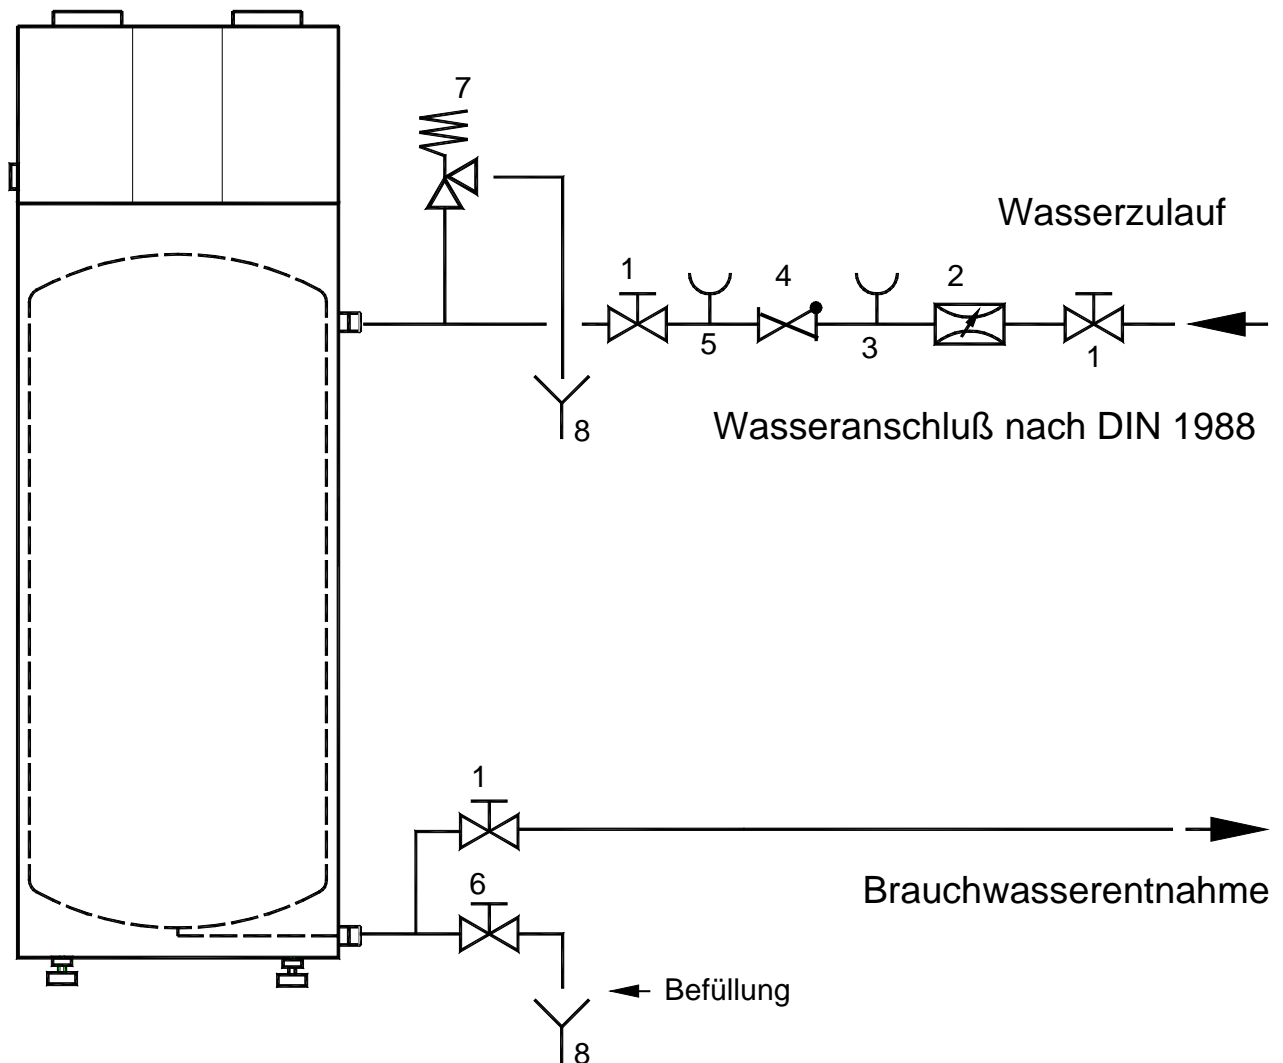 7
Wasserzulauf
1
4
2
5
3
1
8
Wasseranschluß nach DIN 1988
1
6
Brauchwasserentnahme
Befüllung
8